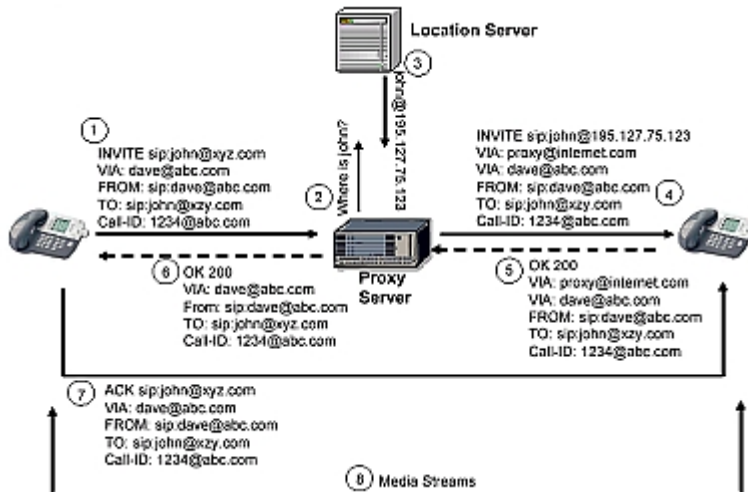 Location Server
3
john@195.127.75.123
Where is john?
1
INVITE sip:john@xyz.com
VIA: dave@abc.com
FROM: sip:dave@abc.com
TO: sip:john@xzy.com
Call-ID: 1234@abc.com
2
INVITE sip:john@195.127.75.123
VIA: proxy@internet.com
VIA: dave@abc.com
FROM: sip:dave@abc.com
TO: sip:john@xzy.com
Call-ID: 1234@abc.com
4
Proxy
Server
6
OK 200
VIA: dave@abc.com
From: sip:dave@abc.com
TO: sip:john@xyz.com
Call-ID: 1234@abc.com
5
OK 200
VIA: proxy@internet.com
VIA: dave@abc.com
FROM: sip:dave@abc.com
TO: sip:john@xzy.com
Call-ID: 1234@abc.com
7
ACK sip:john@xyz.com
VIA: dave@abc.com
FROM: sip:dave@abc.com
TO: sip:john@xzy.com
Call-ID: 1234@abc.com
8
Media Streams